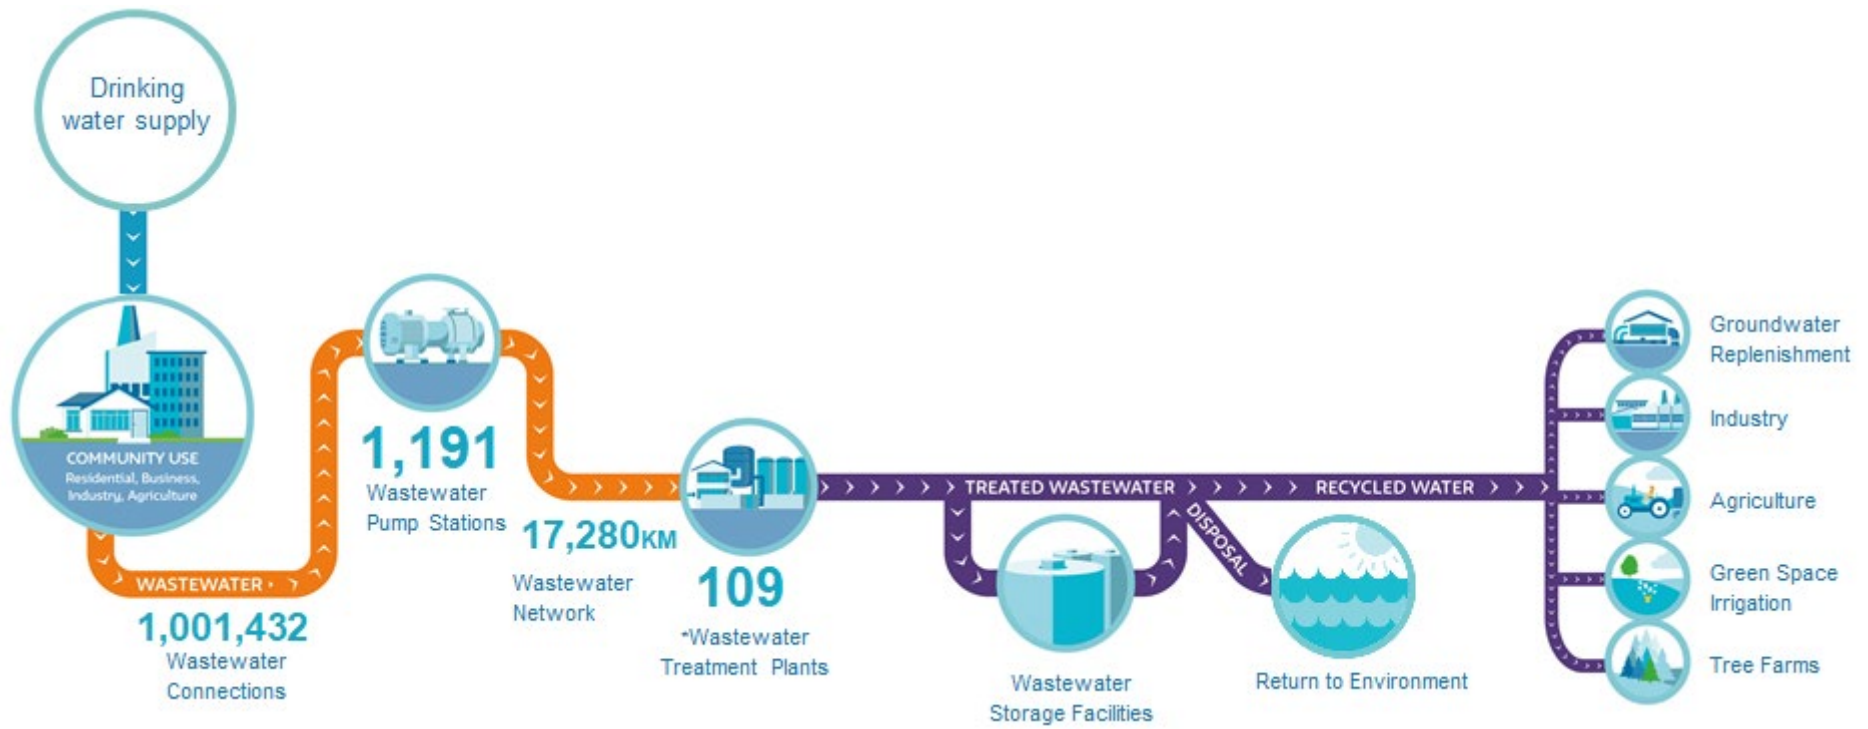 Drinking
water supply
COMMUNITY USE
Residential, Business,
Industry, Agriculture
WASTEWATER
1,001,432
Wastewater
Connections
1,191
Wastewater
Pump Stations
17,280KM
Wastewater
Network
109
*Wastewater
Treatment Plants
TREATED WASTEWATER
Wastewater
Storage Facilities
DISPOSAL
Return to Environment
RECYCLED WATER
Groundwater
Replenishment
Industry
Agriculture
Green Space
Irrigation
Tree Farms